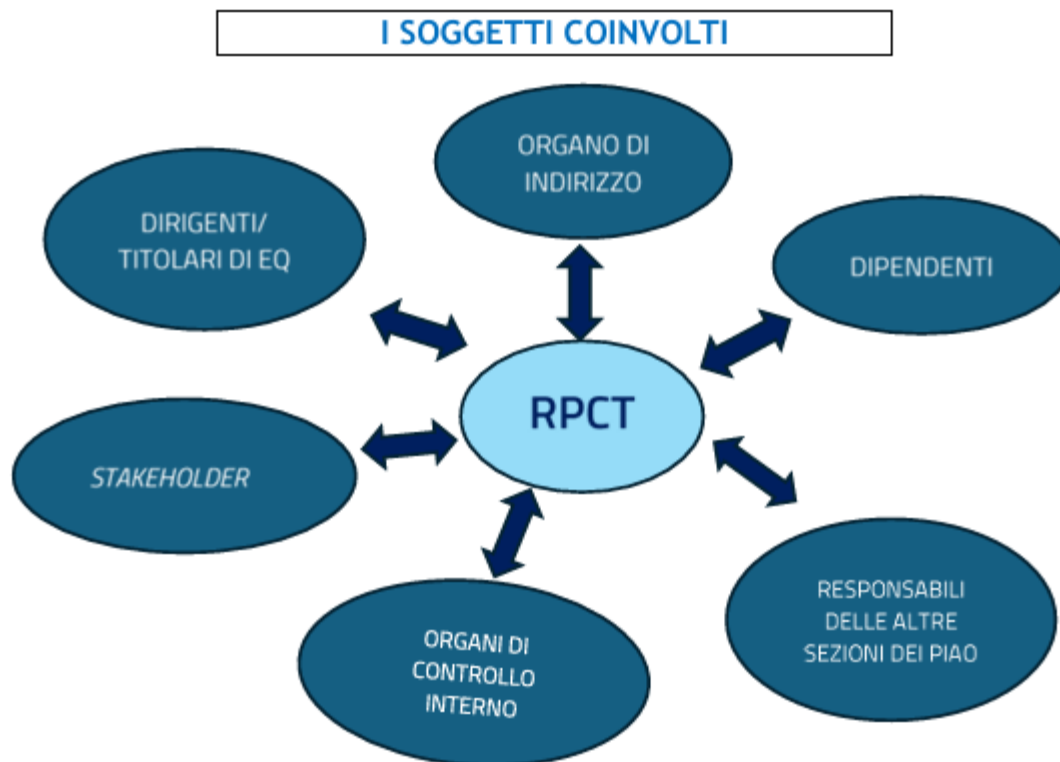 I SOGGETTI COINVOLTI
ORGANO DI
INDIRIZZO
DIRIGENTI/
TITOLARI DI EQ
DIPENDENTI
RPCT
STAKEHOLDER
RESPONSABILI
DELLE ALTRE
SEZIONI DEI PIAO
ORGANI DI
CONTROLLO
INTERNO